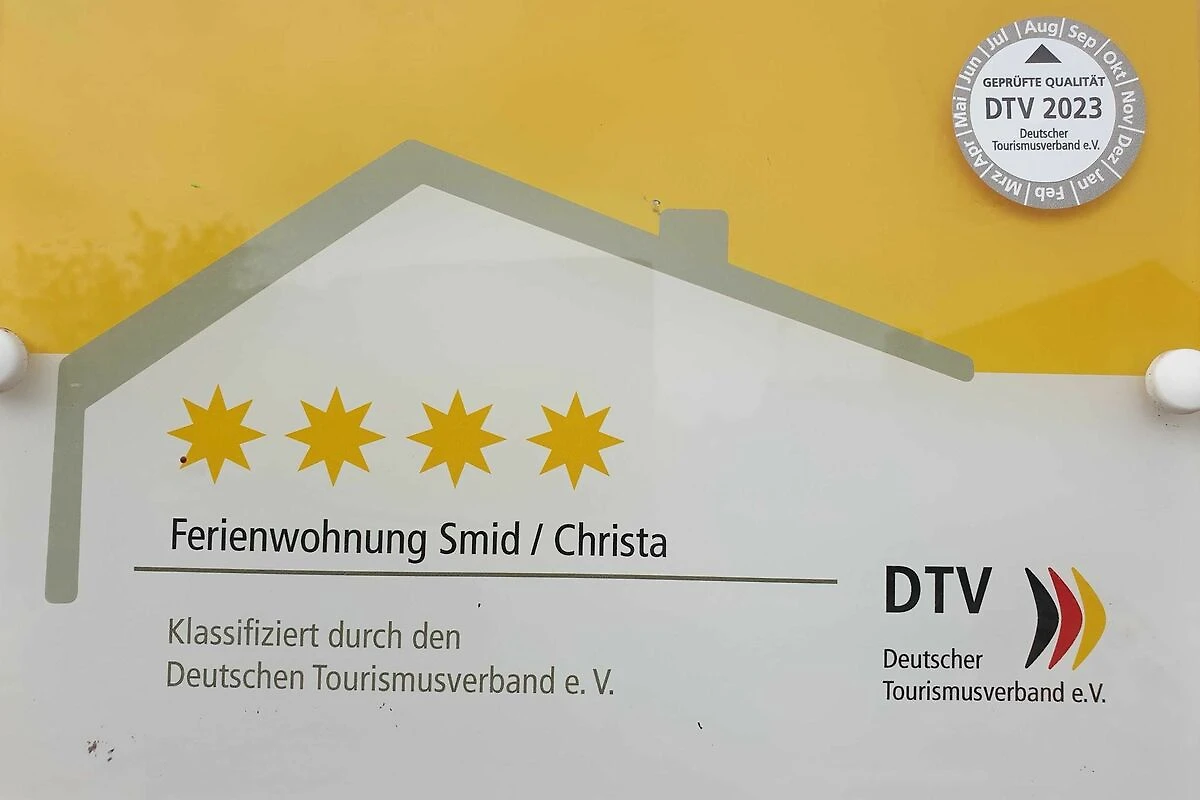 Jan Feb Mrz Apr Mai Jun Jul Aug Sep Okt Nov Dez
GEPRÜFTE QUALITÄT
DTV 2023
Deutscher
Tourismusverband e.V.
Ferienwohnung Smid / Christa
Klassifiziert durch den
Deutschen Tourismusverband e. V.
DTV
Deutscher
Tourismusverband e.V.